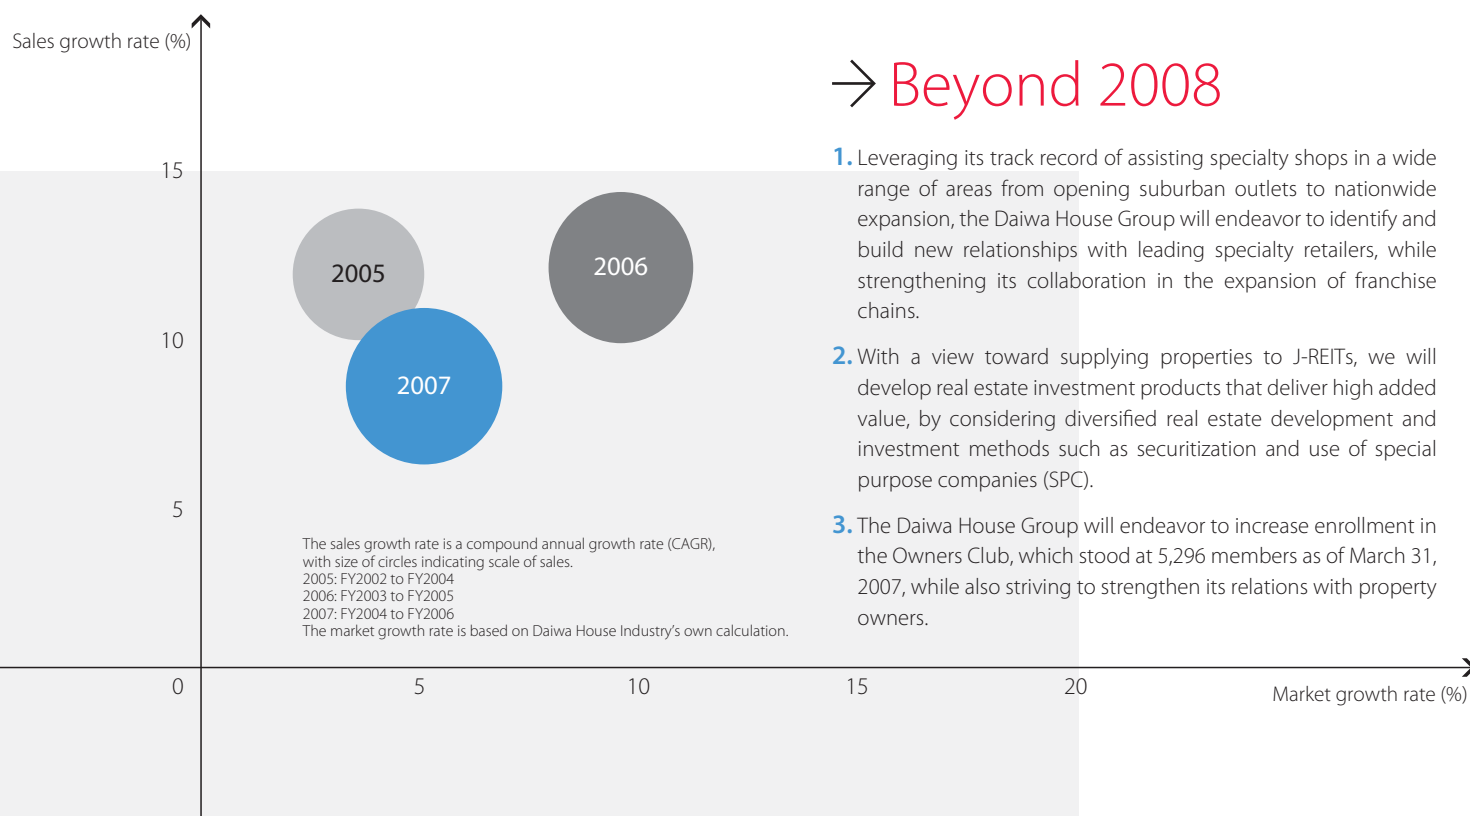 Sales growth rate (%)
15
10
5
0
5
10
15
20
Market growth rate (%)
2005
2006
2007
The sales growth rate is a compound annual growth rate (CAGR),
with size of circles indicating scale of sales.
2005: FY2002 to FY2004
2006: FY2003 to FY2005
2007: FY2004 to FY2006
The market growth rate is based on Daiwa House Industry's own calculation.
Beyond 2008
1. Leveraging its track record of assisting specialty shops in a wide
range of areas from opening suburban outlets to nationwide
expansion, the Daiwa House Group will endeavor to identify and
build new relationships with leading specialty retailers, while
strengthening its collaboration in the expansion of franchise
chains.
2. With a view toward supplying properties to J-REITs, we will
develop real estate investment products that deliver high added
value, by considering diversified real estate development and
investment methods such as securitization and use of special
purpose companies (SPC).
3. The Daiwa House Group will endeavor to increase enrollment in
the Owners Club, which stood at 5,296 members as of March 31,
2007, while also striving to strengthen its relations with property
owners.